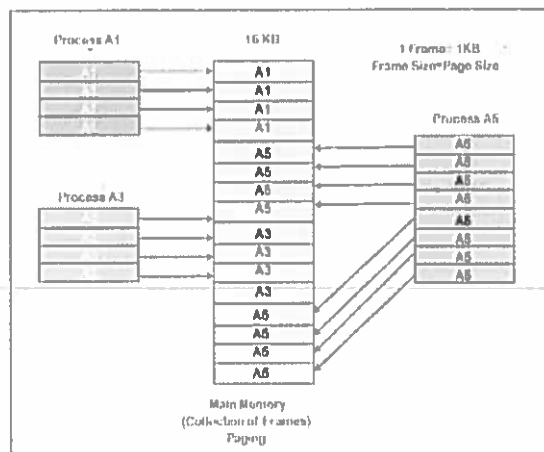 Process A1
16 KB
1 Frame= 1KB
Frame Size=Page Size
A1
A1
A1
A1
A5
A5
A5
A5
A3
A3
A3
A3
A5
A5
A5
A5
Process A3
Process A5
A5
A5
A5
A5
A5
A5
A5
A5
Main Memory
(Collection of Frames)
Paging